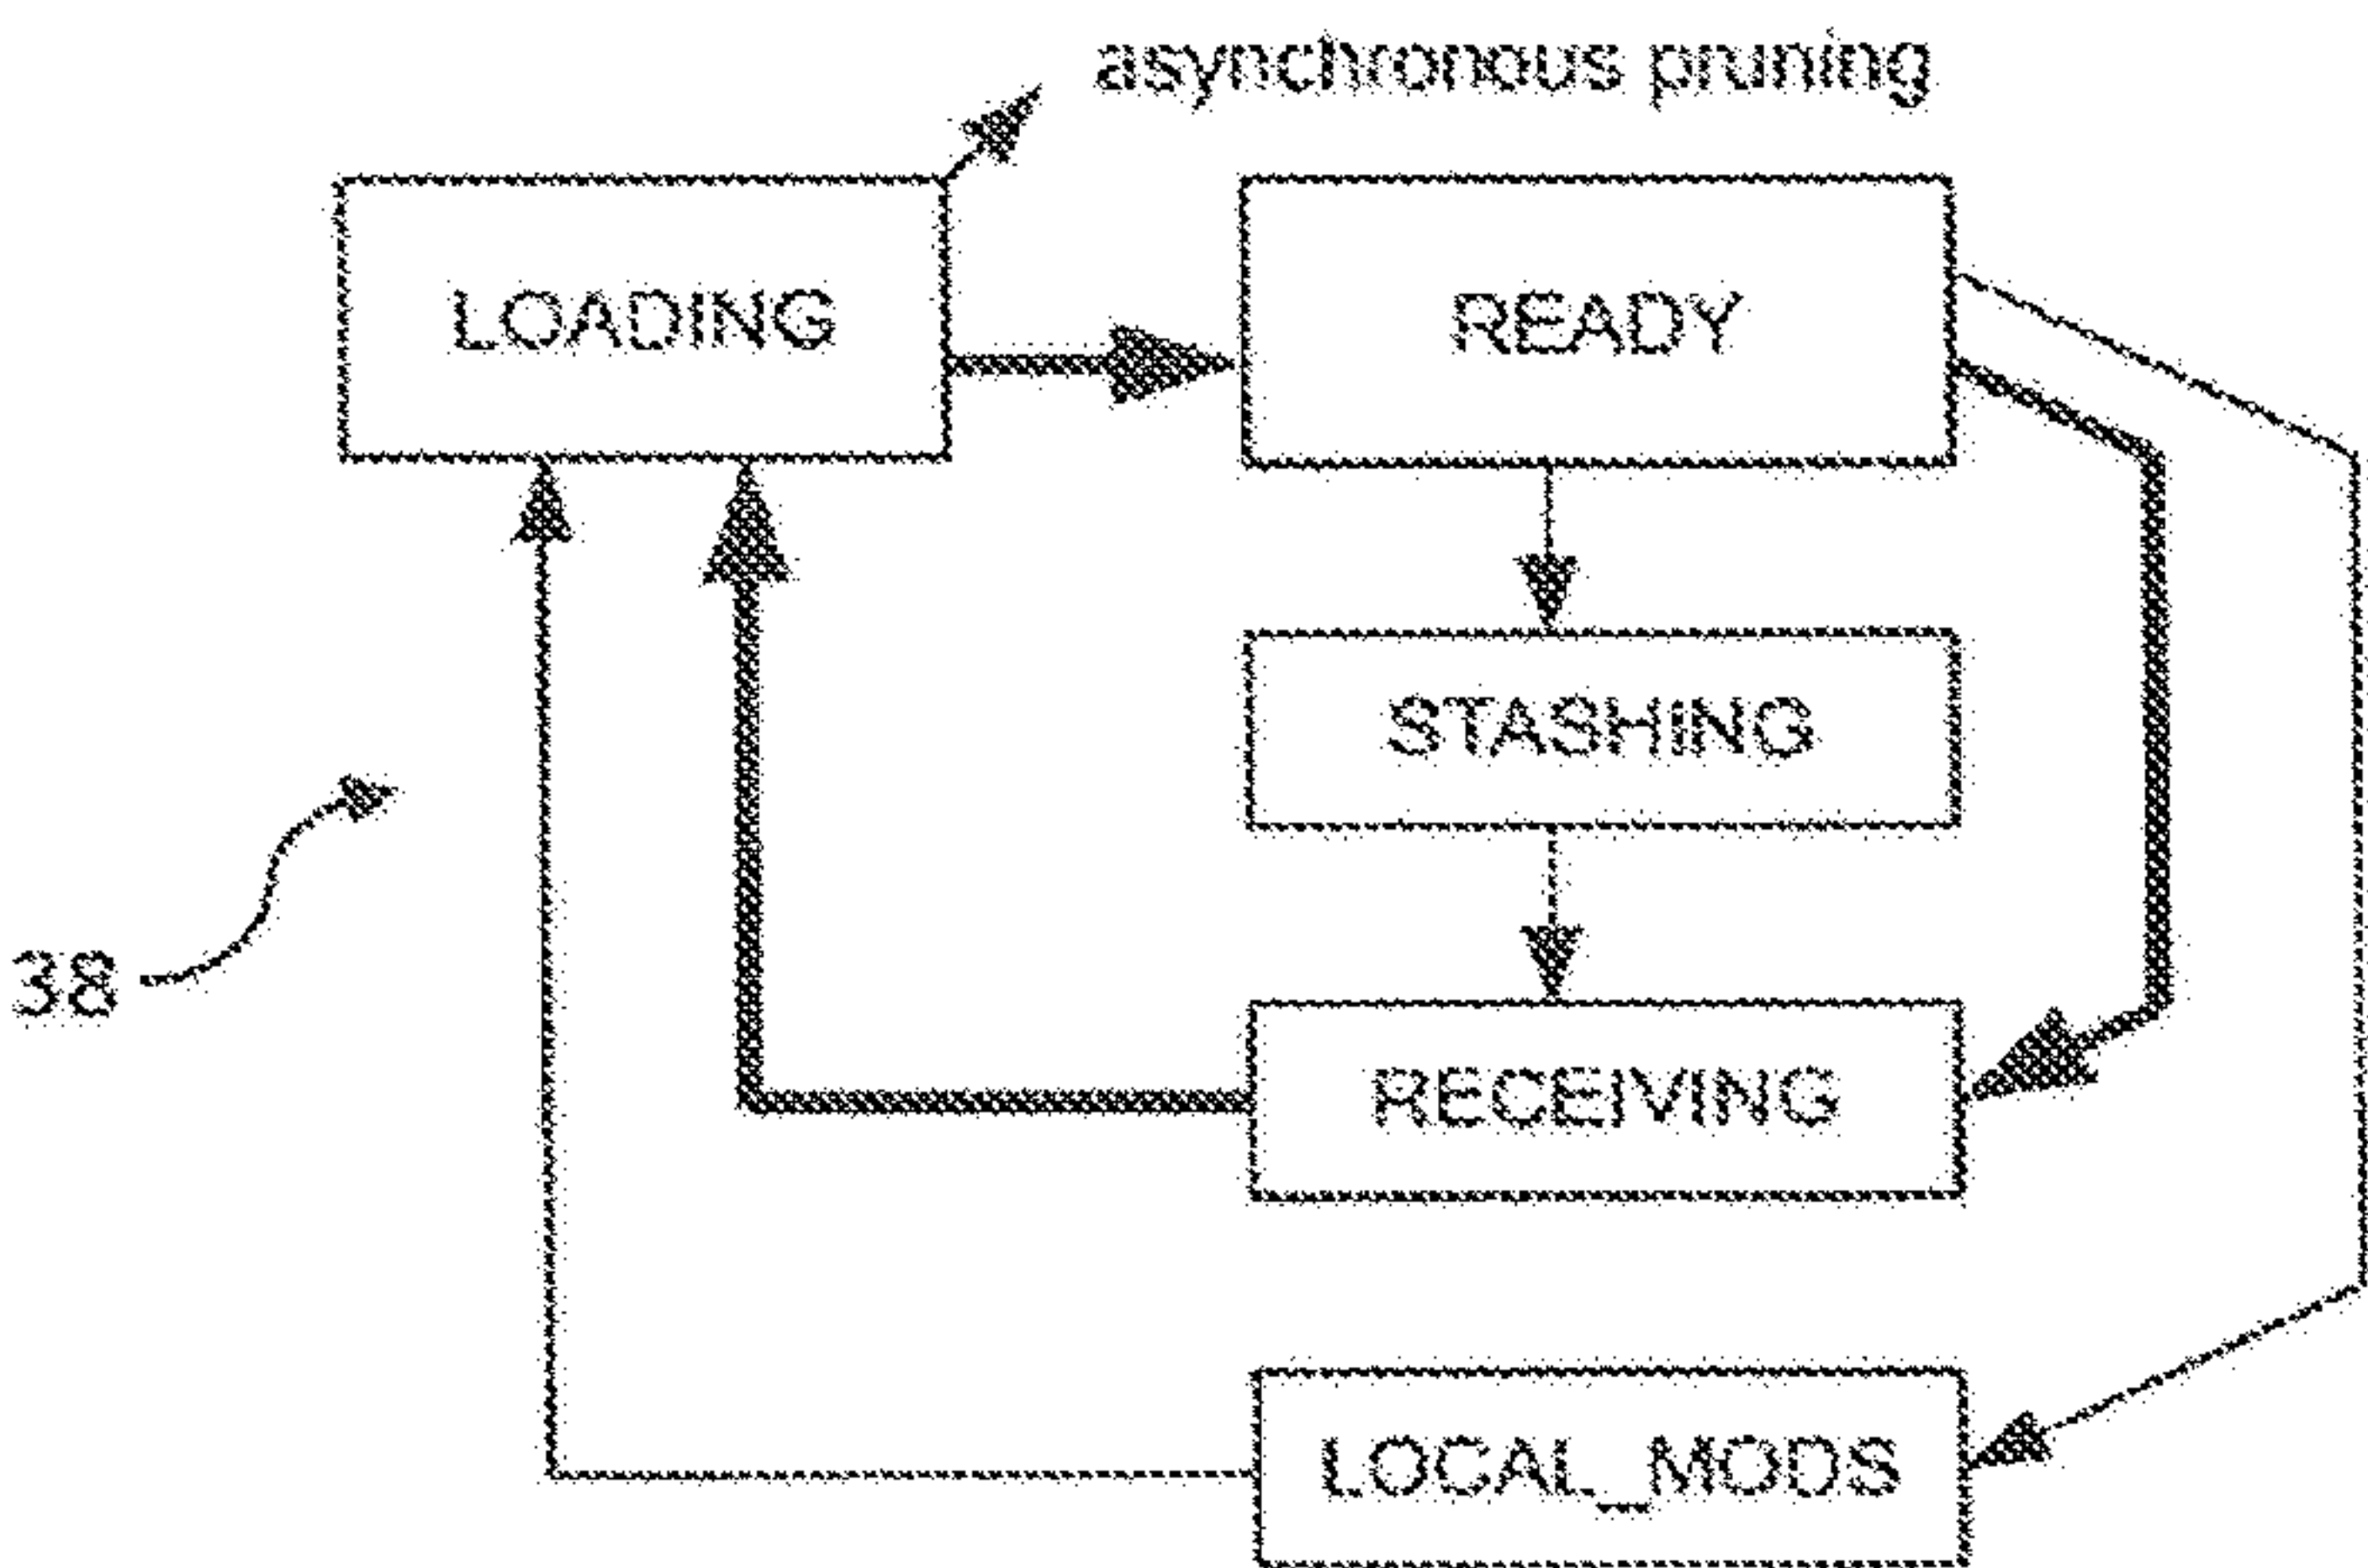 asynchronous pruning
LOADING
READY
STASHING
38
RECEIVING
LOCAL_MODS